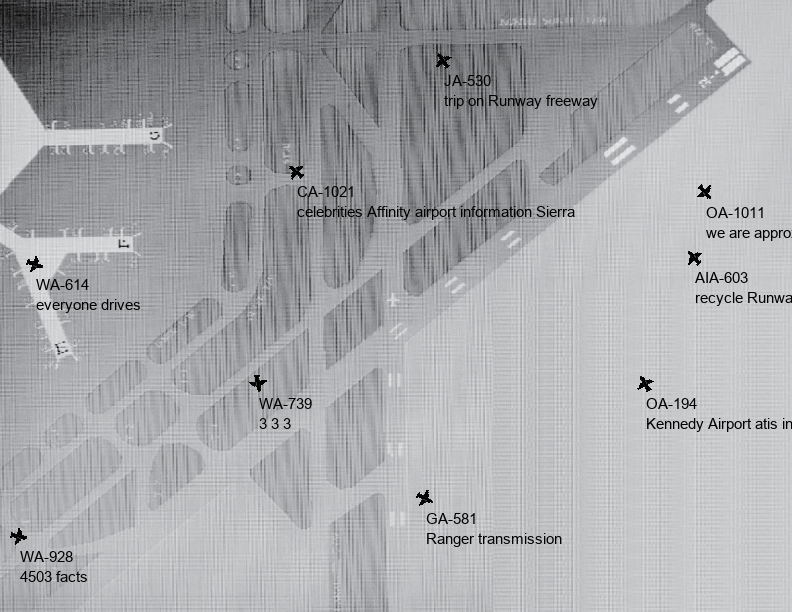 JA-530
trip on Runway freeway
CA-1021
celebrities Affinity airport information Sierra
OA-1011
we are appro
WA-614
everyone drives
AIA-603
recycle Runwa
WA-739
3 3 3
OA-194
Kennedy Airport atis in
GA-581
Ranger transmission
WA-928
4503 facts